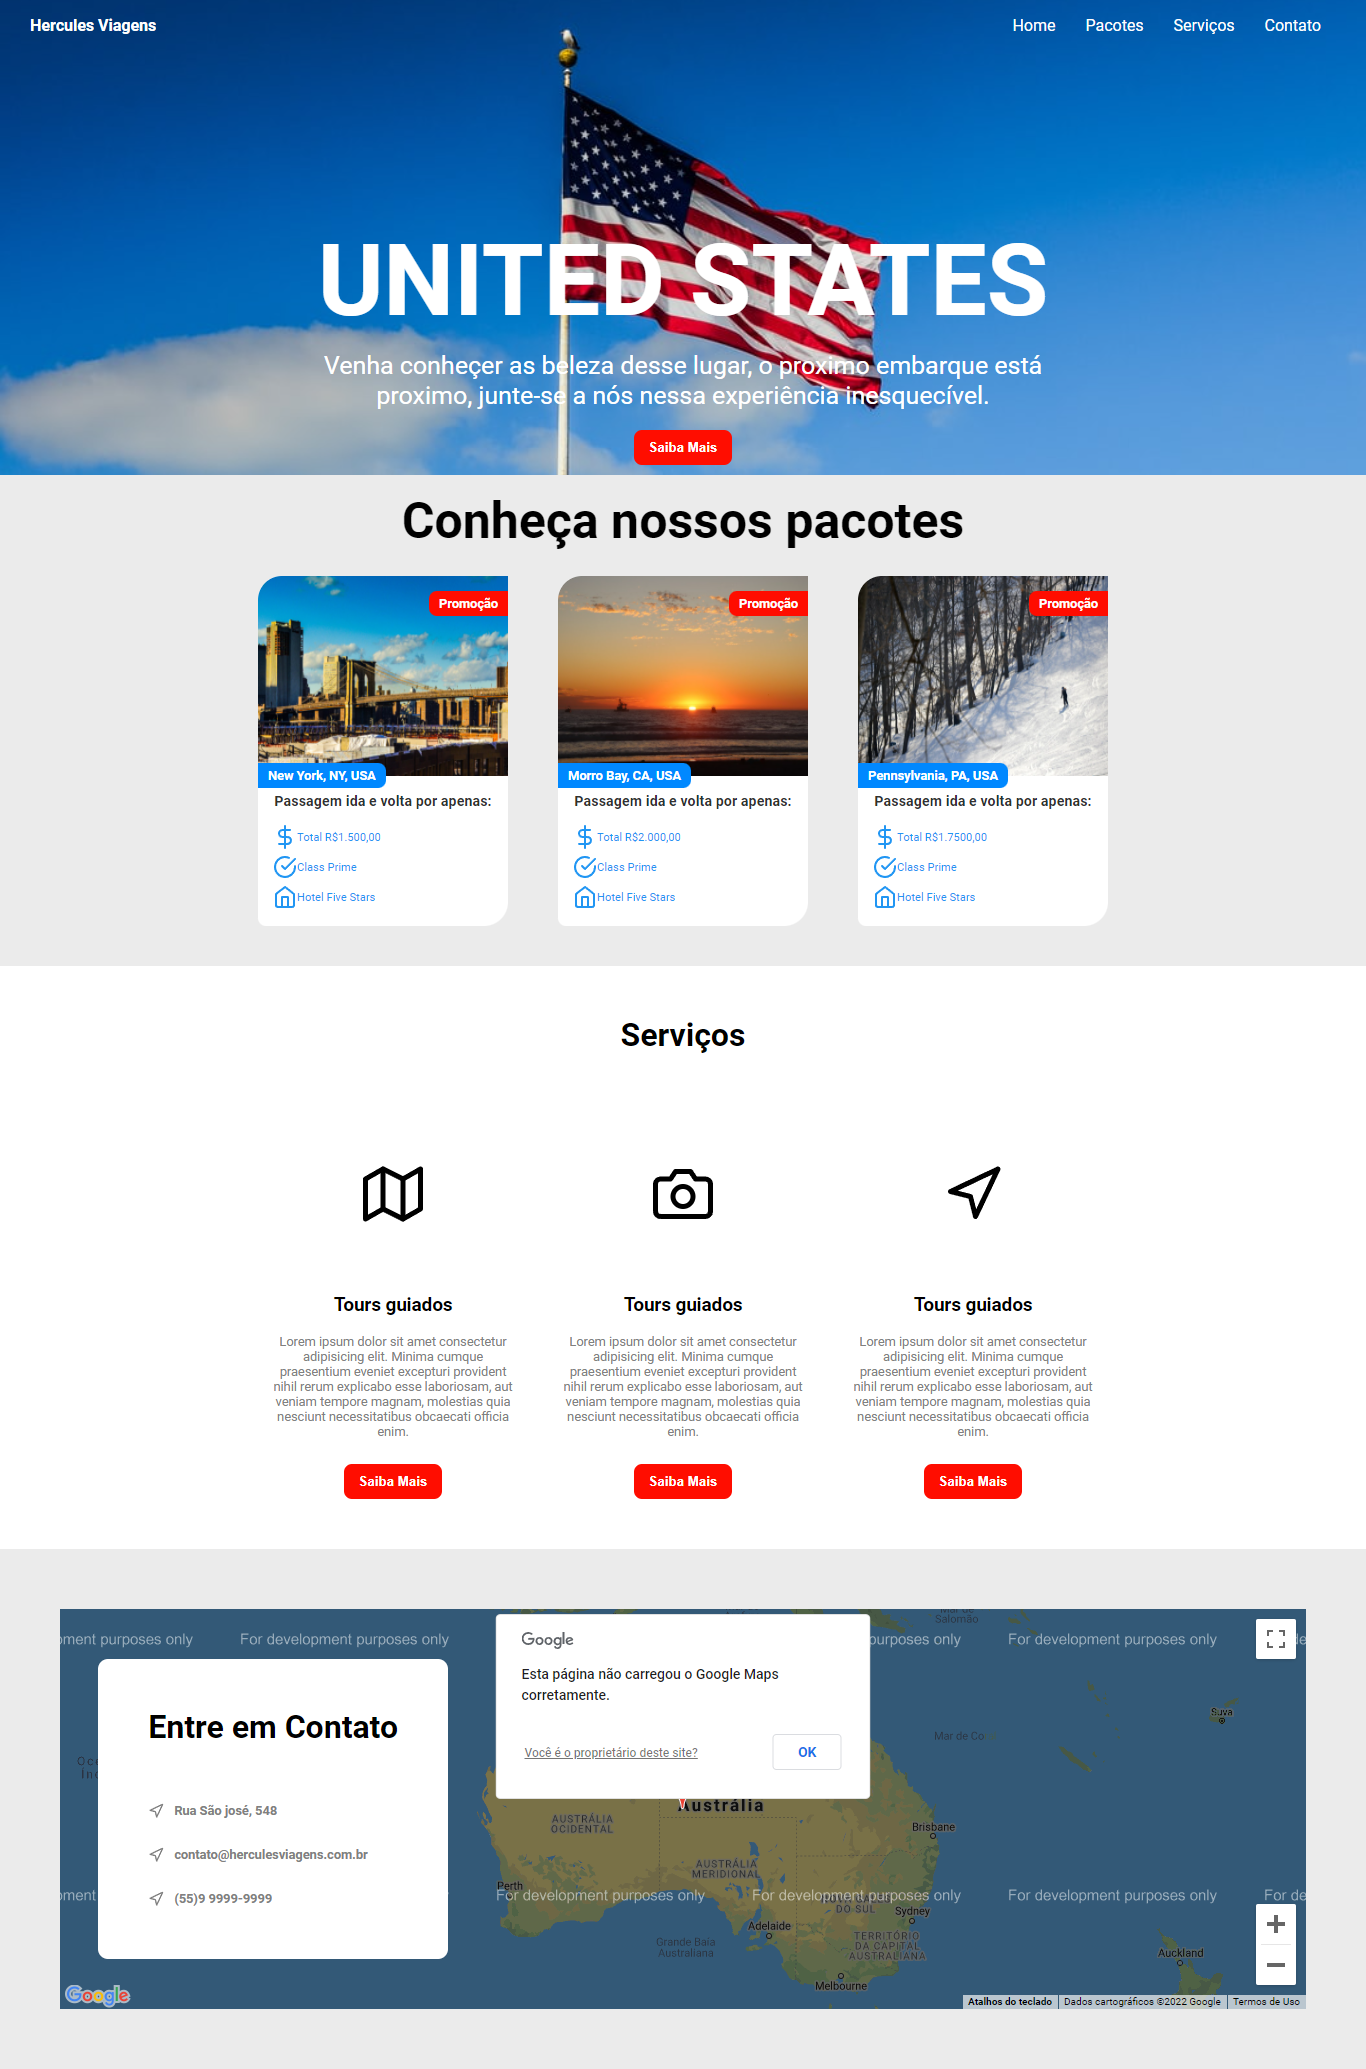 Hercules Viagens
Home
Pacotes
Serviços
Contato
UNITED STATES
Venha conheçer as beleza desse lugar, o proximo embarque está
proximo, junte-se a nós nessa experiência inesquecível.
Saiba Mais
Conheça nossos pacotes
Promoção
New York, NY, USA
Passagem ida e volta por apenas:
Total R$1.500,00
Class Prime
Hotel Five Stars
Promoção
Morro Bay, CA, USA
Passagem ida e volta por apenas:
Total R$2.000,00
Class Prime
Hotel Five Stars
Promoção
Pennsylvania, PA, USA
Passagem ida e volta por apenas:
Total R$1.7500,00
Class Prime
Hotel Five Stars
Serviços
Tours guiados
Lorem ipsum dolor sit amet consectetur
adipisicing elit. Minima cumque
praesentium eveniet excepturi provident
nihil rerum explicabo esse laboriosam, aut
veniam tempore magnam, molestias quia
nesciunt necessitatibus obcaecati officia
enim.
Saiba Mais
Tours guiados
Lorem ipsum dolor sit amet consectetur
adipisicing elit. Minima cumque
praesentium eveniet excepturi provident
nihil rerum explicabo esse laboriosam, aut
veniam tempore magnam, molestias quia
nesciunt necessitatibus obcaecati officia
enim.
Saiba Mais
Tours guiados
Lorem ipsum dolor sit amet consectetur
adipisicing elit. Minima cumque
praesentium eveniet excepturi provident
nihil rerum explicabo esse laboriosam, aut
veniam tempore magnam, molestias quia
nesciunt necessitatibus obcaecati officia
enim.
Saiba Mais
Mar de
Salomão
pment purposes only
For development purposes only
purposes only
For development purposes only
de
Entre em Contato
Rua São josé, 548
contato@herculesviagens.com.br
(55)9 9999-9999
Google
Esta página não carregou o Google Maps
corretamente.
Você é o proprietário deste site?
OK
Suva
Mar de Co
Oce
Índ
Austrália
AUSTRÁLIA
OCIDENTAL
Brisbane
AUSTRÁLIA
MERIDIONAL
Perth
pment
For development purposes only
For development purposes only
For development purposes only
For de
DO SUL
Sydney
Adelaide
Grande Baía
Australiana
TERRITÓRIO
DA CAPITAL
AUSTRALIANA
Auckland
Melbourne
Google
Atalhos do teclado
Dados cartográficos ©2022 Google
Termos de Uso